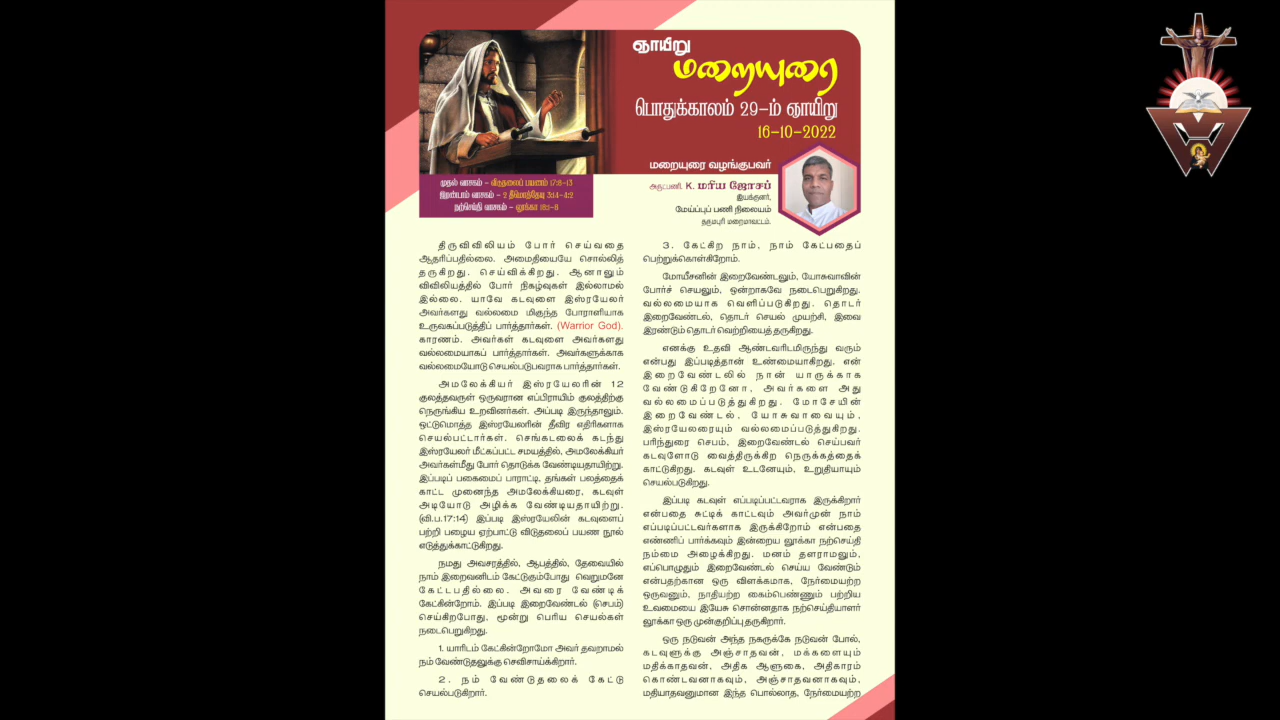 ஞாயிறு
மறையுரை
பொதுக்காலம் 29-ம் ஞாயிறு
16-10-2022
மறையுரை வழங்குபவர்
அருட்பணி. K. மரிய ஜோசப்
இயக்குனர்,
மேய்ப்புப் பணி நிலையம்
தருமபுரி மறைமாவட்டம்.
முதல் வாசகம் - விடுதலைப் பயணம் 17:8-13
இரண்டாம் வாசகம் - 2 திமொத்தேயு 3:14-4:2
நற்செய்தி வாசகம் - லூக்கா 18:1-8
திருவிவிலியம் போர் செய்வதை
ஆதரிப்பதில்லை. அமைதியையே சொல்லித்
தருகிறது. செய்விக்கிறது. ஆனாலும்
விவிலியத்தில் போர் நிகழ்வுகள் இல்லாமல்
இல்லை. யாவே கடவுளை இஸ்ரயேலர்
அவர்களது வல்லமை மிகுந்த போராளியாக
உருவகப்படுத்திப் பார்த்தார்கள். (Warrior God).
காரணம். அவர்கள் கடவுளை அவர்களது
வல்லமையாகப் பார்த்தார்கள். அவர்களுக்காக
வல்லமையோடு செயல்படுபவராக பார்த்தார்கள்.
அமலேக்கியர் இஸ்ரயேலரின் 12
குலத்தவருள் ஒருவரான எப்பிராயிம் குலத்திற்கு
நெருங்கிய உறவினர்கள். அப்படி இருந்தாலும்.
ஒட்டுமொத்த இஸ்ரயேலரின் தீவிர எதிரிகளாக
செயல்பட்டார்கள். செங்கடலைக் கடந்து
இஸ்ரயேலர் மீட்கப்பட்ட சமயத்தில், அமலேக்கியர்
அவர்கள்மீது போர் தொடுக்க வேண்டியதாயிற்று.
இப்படிப் பகைமைப் பாராட்டி, தங்கள் பலத்தைக்
காட்ட முனைந்த அமலேக்கியரை, கடவுள்
அடியோடு அழிக்க வேண்டியதாயிற்று.
(வி.ப.17:14) இப்படி இஸ்ரயேலின் கடவுளைப்
பற்றி பழைய ஏற்பாட்டு விடுதலைப் பயண நூல்
எடுத்துக்காட்டுகிறது.
நமது அவசரத்தில், ஆபத்தில், தேவையில்
நாம் இறைவனிடம் கேட்டுகும்போது வெறுமனே
கேட்டபதில்லை. அவரை வேண்டிக்
கேட்கின்றோம். இப்படி இறைவேண்டல் (செபம்)
செய்கிறபோது, மூன்று பெரிய செயல்கள்
நடைபெறுகிறது.
1. யாரிடம் கேட்கின்றோமோ அவர் தவறாமல்
நம் வேண்டுதலுக்கு செவிசாய்க்கிறார்.
2. நம் வேண்டுதலைக் கேட்டு
செயல்படுகிறார்.
3. கேட்கிற நாம், நாம் கேட்பதைப்
பெற்றுக்கொள்கிறோம்.
மோயீசனின் இறைவேண்டலும், யோசுவாவின்
போர்ச் செயலும், ஒன்றாகவே நடைபெறுகிறது.
வல்லமையாக வெளிப்படுகிறது. தொடர்
இறைவேண்டல், தொடர் செயல் முயற்சி, இவை
இரண்டும் தொடர் வெற்றியைத் தருகிறது.
எனக்கு உதவி ஆண்டவரிடமிருந்து வரும்
என்பது இப்படித்தான் உண்மையாகிறது. என்
இறைவேண்டலில் நான் யாருக்காக
வேண்டுகிறேனோ, அவர்களை அது
வல்லமைப்படுத்துகிறது. மோசேயின்
இறைவேண்டல், யோசுவாவையும்,
இஸ்ரயேலரையும் வல்லமைப்படுத்துகிறது.
பரிந்துரை செபம், இறைவேண்டல் செய்பவர்
கடவுளோடு வைத்திருக்கிற நெருக்கத்தைக்
காட்டுகிறது. கடவுள் உடனேயும், உறுதியாயும்
செயல்படுகிறது.
இப்படி கடவுள் எப்படிப்பட்டவராக இருக்கிறார்
என்பதை சுட்டிக் காட்டவும் அவர்முன் நாம்
எப்படிப்பட்டவர்களாக இருக்கிறோம் என்பதை
எண்ணிப் பார்க்கவும் இன்றைய லூக்கா நற்செய்தி
நம்மை அழைக்கிறது. மனம் தளராமலும்,
எப்பொழுதும் இறைவேண்டல் செய்ய வேண்டும்
என்பதற்கான ஒரு விளக்கமாக, நேர்மையற்ற
ஒருவனும், நாதியற்ற கைம்பெண்ணும் பற்றிய
உவமையை இயேசு சொன்னதாக நற்செய்தியாளர்
லூக்கா ஒரு முன்குறிப்பு தருகிறார்.
ஒரு நடுவன் அந்த நகருக்கே நடுவன் போல்,
கடவுளுக்கு அஞ்சாதவன், மக்களையும்
மதிக்காதவன், அதிக ஆளுகை, அதிகாரம்
கொண்டவனாகவும், அஞ்சாதவனாகவும்,
மதியாதவனுமான இந்த பொல்லாத, நேர்மையற்ற